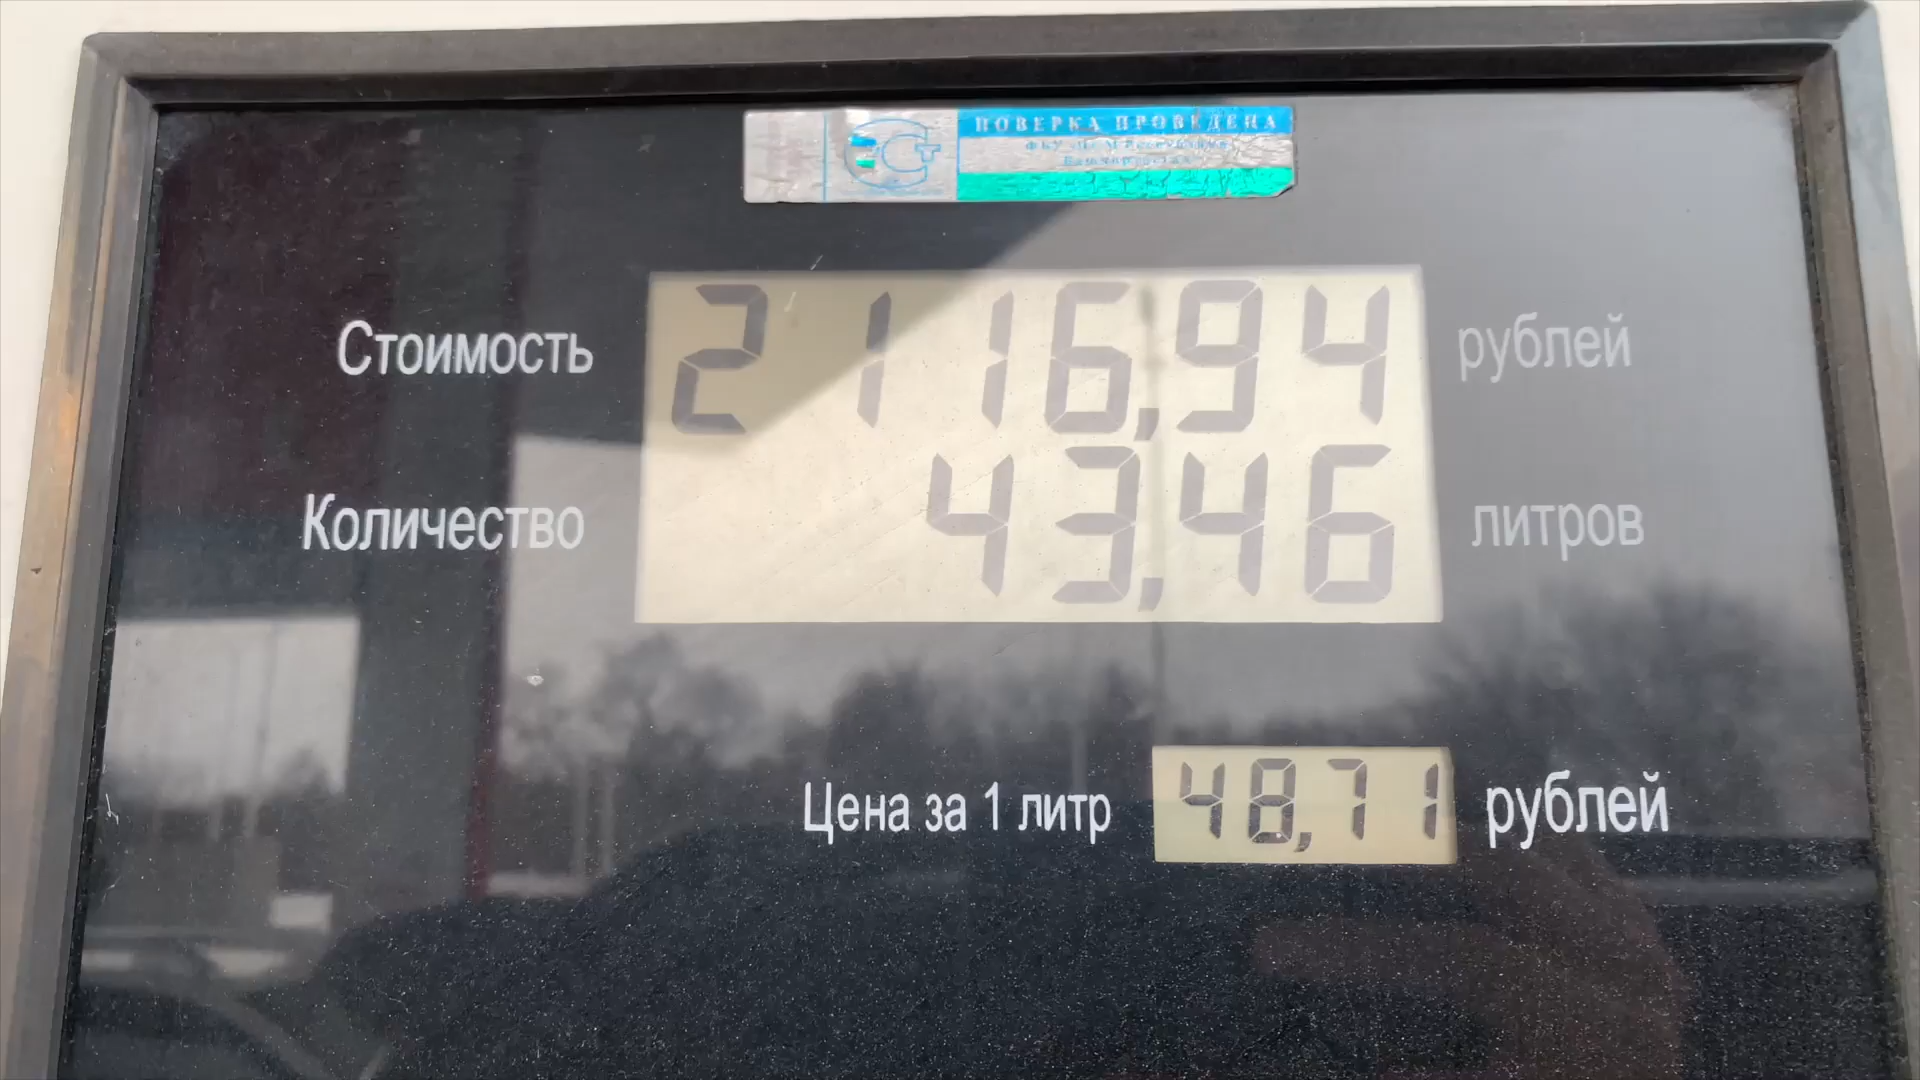 ПОВЕРКА ПРОВЕДЕНА
Стоимость 2116,94 рублей
Количество 43,46 литров
Цена за 1 литр 48,71 рублей